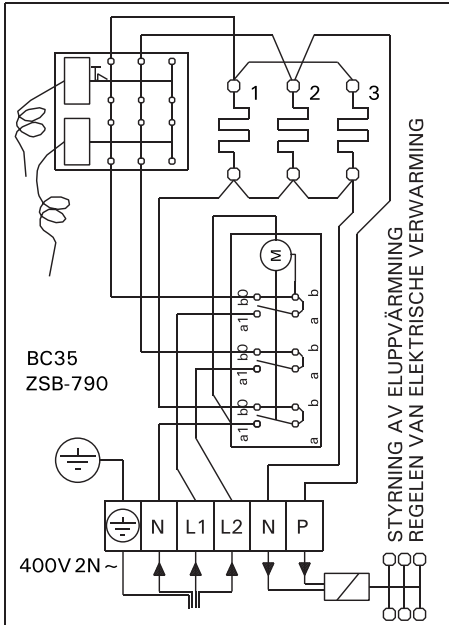 1 2 3
M
b0 b
a1 a
b0 b
a1 a
b0 b
a1 a
BC35
ZSB-790
N L1 L2 N P
400V 2N~
STYRNING AV ELUPPVÄRMNING
REGELEN VAN ELEKTRISCHE VERWARMING